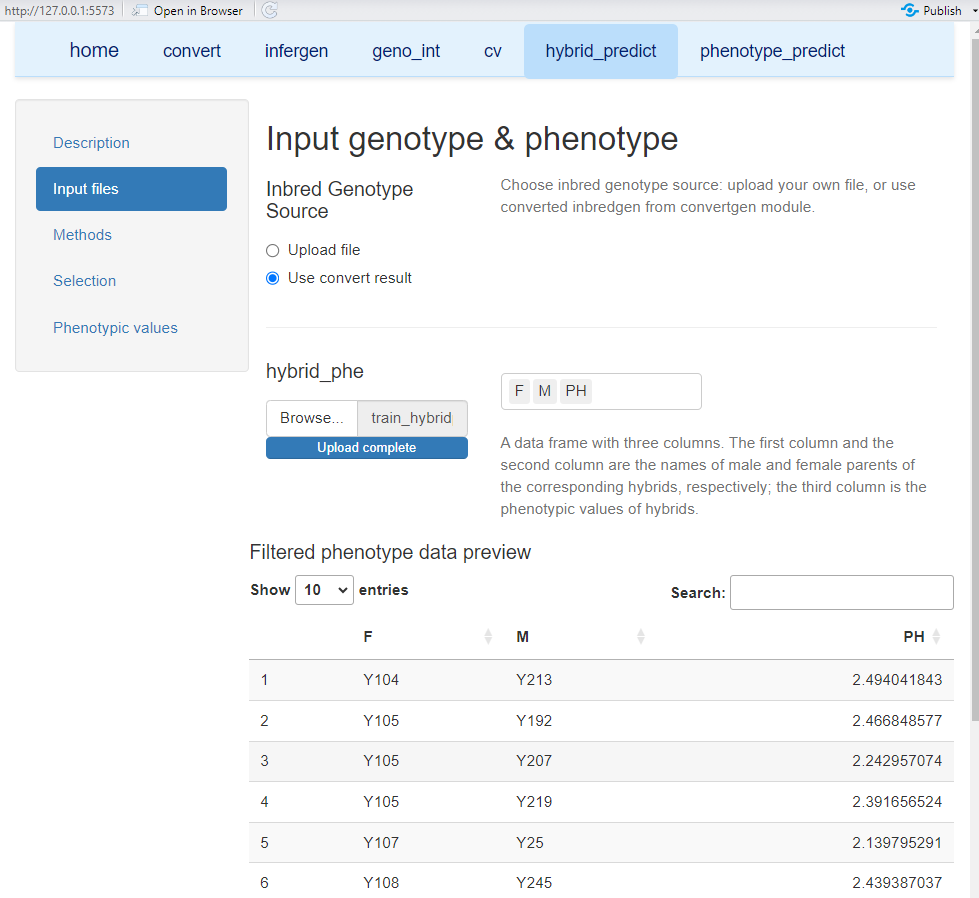 http://127.0.0.1:5573 Open in Browser Publish
home convert infergen geno_int cv hybrid_predict phenotype_predict
Description
Input files
Methods
Selection
Phenotypic values
Input genotype & phenotype
Inbred Genotype
Source
Upload file
Use convert result
Choose inbred genotype source: upload your own file, or use
converted inbredgen from convertgen module.
hybrid_phe
Browse... train_hybrid
Upload complete
F M PH
A data frame with three columns. The first column and the
second column are the names of male and female parents of
the corresponding hybrids, respectively; the third column is the
phenotypic values of hybrids.
Filtered phenotype data preview
Show 10 entries
Search:
F M PH
1 Y104 Y213 2.494041843
2 Y105 Y192 2.466848577
3 Y105 Y207 2.242957074
4 Y105 Y219 2.391656524
5 Y107 Y25 2.139795291
6 Y108 Y245 2.439387037